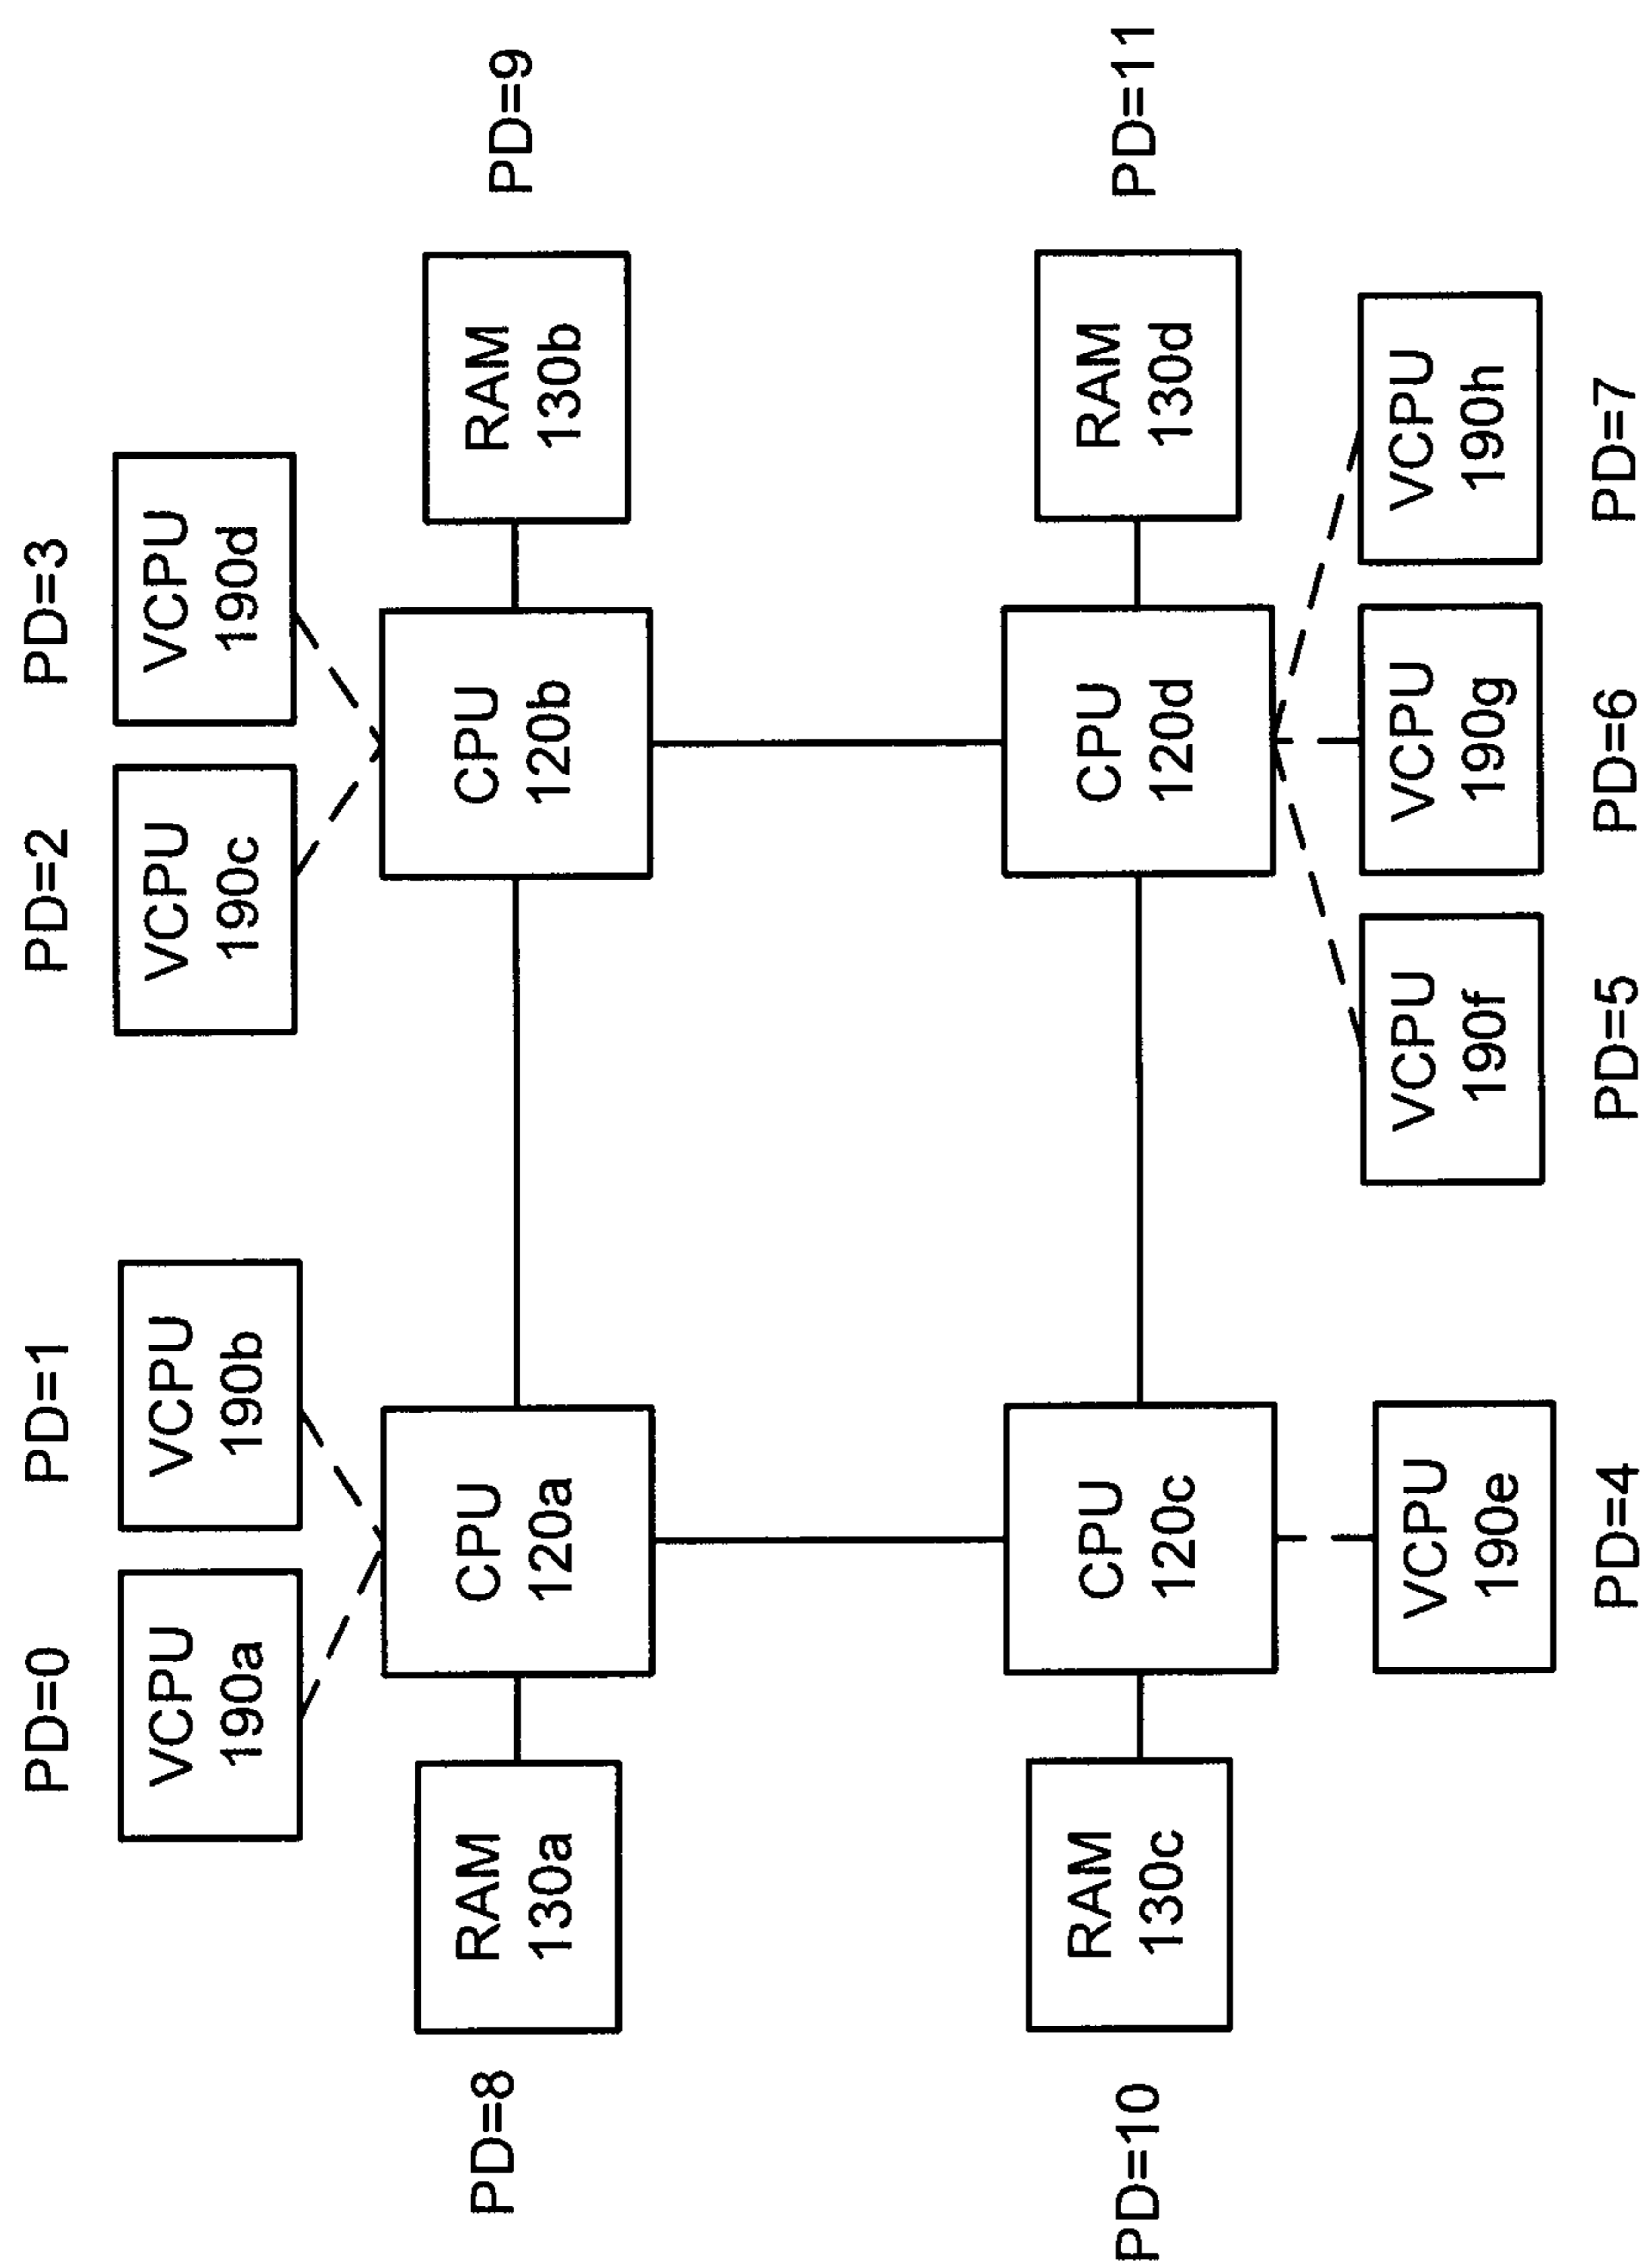 PD=0
PD=1
PD=2
PD=3
VCPU
190a
VCPU
190b
VCPU
190c
VCPU
190d
PD=8
RAM
130a
CPU
120a
CPU
120b
RAM
130b
PD=9
PD=10
RAM
130c
CPU
120c
CPU
120d
RAM
130d
PD=11
VCPU
190e
VCPU
190f
VCPU
190g
VCPU
190h
PD=4
PD=5
PD=6
PD=7